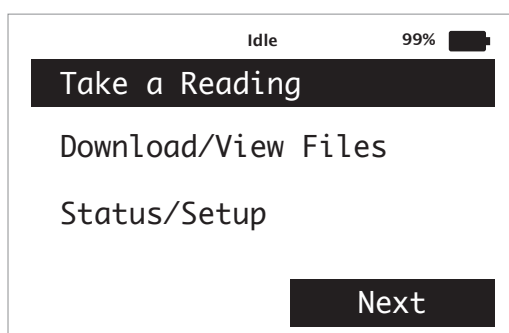 Idle 99%
Take a Reading
Download/View Files
Status/Setup
Next